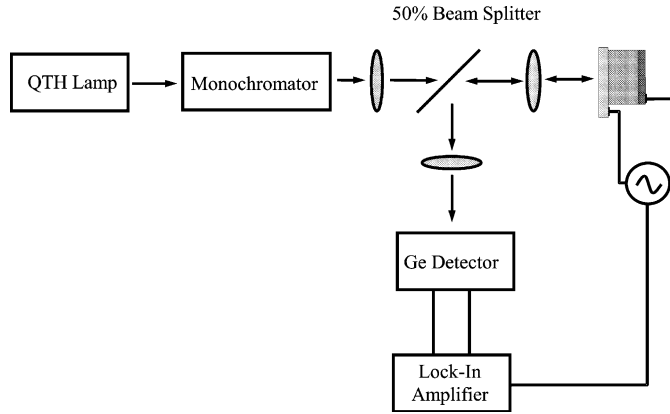 50% Beam Splitter
QTH Lamp
Monochromator
Ge Detector
Lock-In
Amplifier